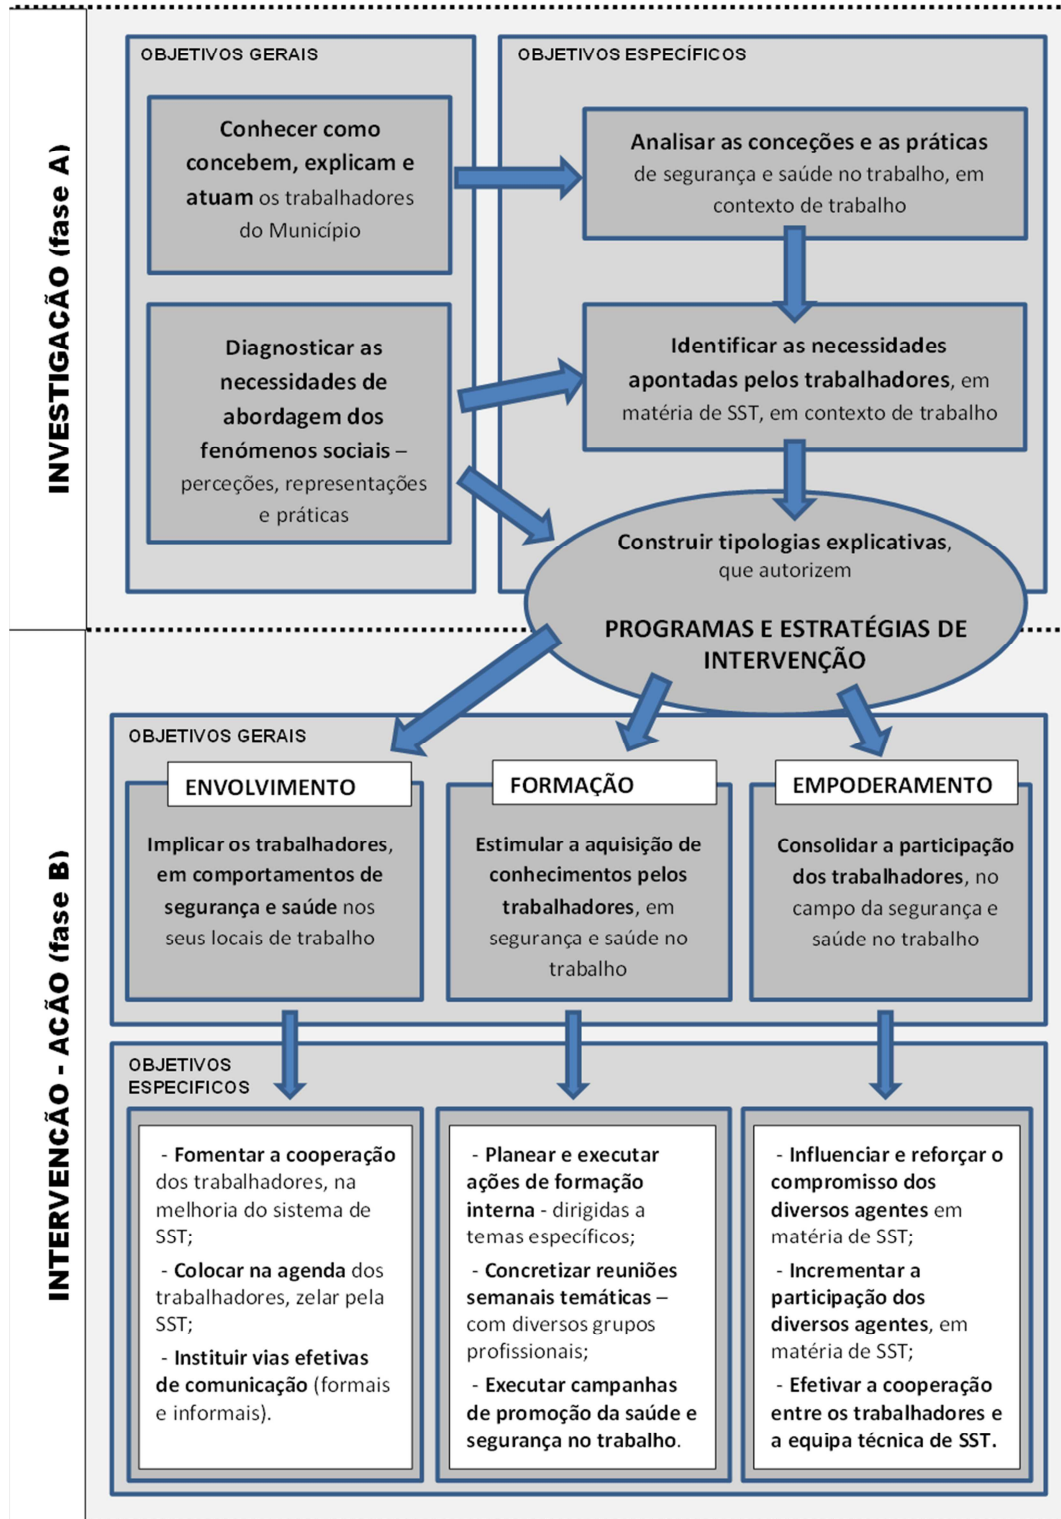 INVESTIGAÇÃO (fase A)
OBJETIVOS GERAIS
Conhecer como
concebem, explicam e
atuam os trabalhadores
do Município
Diagnosticar as
necessidades de
abordagem dos
fenómenos sociais –
perceções, representações
e práticas
OBJETIVOS ESPECÍFICOS
Analisar as conceções e as práticas
de segurança e saúde no trabalho, em
contexto de trabalho
Identificar as necessidades
apontadas pelos trabalhadores, em
matéria de SST, em contexto de trabalho
Construir tipologias explicativas,
que autorizem
PROGRAMAS E ESTRATÉGIAS DE
INTERVENÇÃO
INTERVENÇÃO - AÇÃO (fase B)
OBJETIVOS GERAIS
ENVOLVIMENTO
Implicar os trabalhadores,
em comportamentos de
segurança e saúde nos
seus locais de trabalho
FORMAÇÃO
Estimular a aquisição de
conhecimentos pelos
trabalhadores, em
segurança e saúde no
trabalho
EMPODERAMENTO
Consolidar a participação
dos trabalhadores, no
campo da segurança e
saúde no trabalho
OBJETIVOS
ESPECIFICOS
- Fomentar a cooperação
dos trabalhadores, na
melhoria do sistema de
SST;
- Colocar na agenda dos
trabalhadores, zelar pela
SST;
- Instituir vias efetivas
de comunicação (formais
e informais).
- Planear e executar
ações de formação
interna - dirigidas a
temas específicos;
- Concretizar reuniões
semanais temáticas –
com diversos grupos
profissionais;
- Executar campanhas
de promoção da saúde e
segurança no trabalho.
- Influenciar e reforçar o
compromisso dos
diversos agentes em
matéria de SST;
- Incrementar a
participação dos
diversos agentes, em
matéria de SST;
- Efetivar a cooperação
entre os trabalhadores e
a equipa técnica de SST.